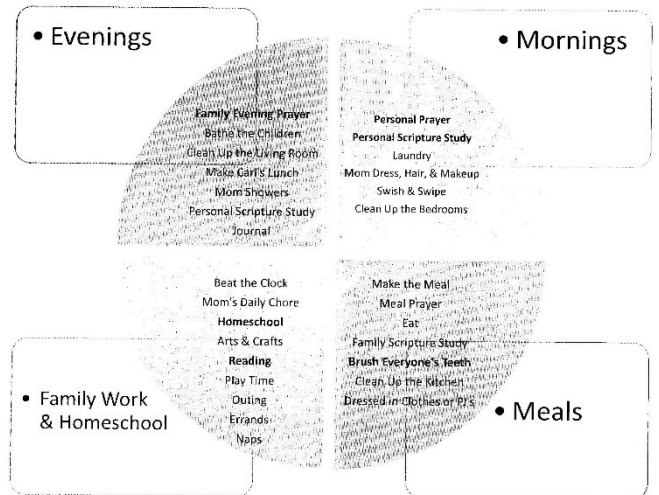 • Evenings
Family Evening Prayer
Bathe the Children
Clean Up the Living Room
Make Carl's Lunch
Mom Showers
Personal Scripture Study
Journal
• Mornings
Personal Prayer
Personal Scripture Study
Laundry
Mom Dress, Hair, & Makeup
Swish & Swipe
Clean Up the Bedrooms
Beat the Clock
Mom's Daily Chore
Homeschool
Arts & Crafts
Reading
Play Time
Outing
Errands
Naps
• Family Work
& Homeschool
Make the Meal
Meal Prayer
Eat
Family Scripture Study
Brush Everyone's Teeth
Clean Up the Kitchen
Dressed in Clothes or PJ's
• Meals